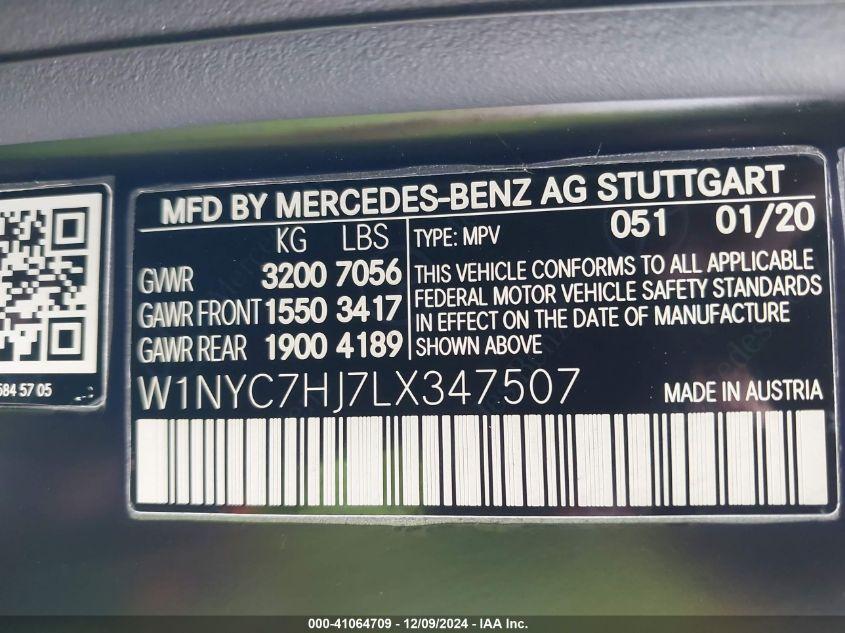 MFD BY MERCEDES-BENZ AG STUTTGART
KG LBS
GVWR 3200 7056
GAWR FRONT 1550 3417
GAWR REAR 1900 4189
TYPE: MPV 051 01/20
THIS VEHICLE CONFORMS TO ALL APPLICABLE
FEDERAL MOTOR VEHICLE SAFETY STANDARDS
IN EFFECT ON THE DATE OF MANUFACTURE
SHOWN ABOVE
W1NYC7HJ7LX347507 MADE IN AUSTRIA
584 57 05
000-41064709 - 12/09/2024 - IAA Inc.